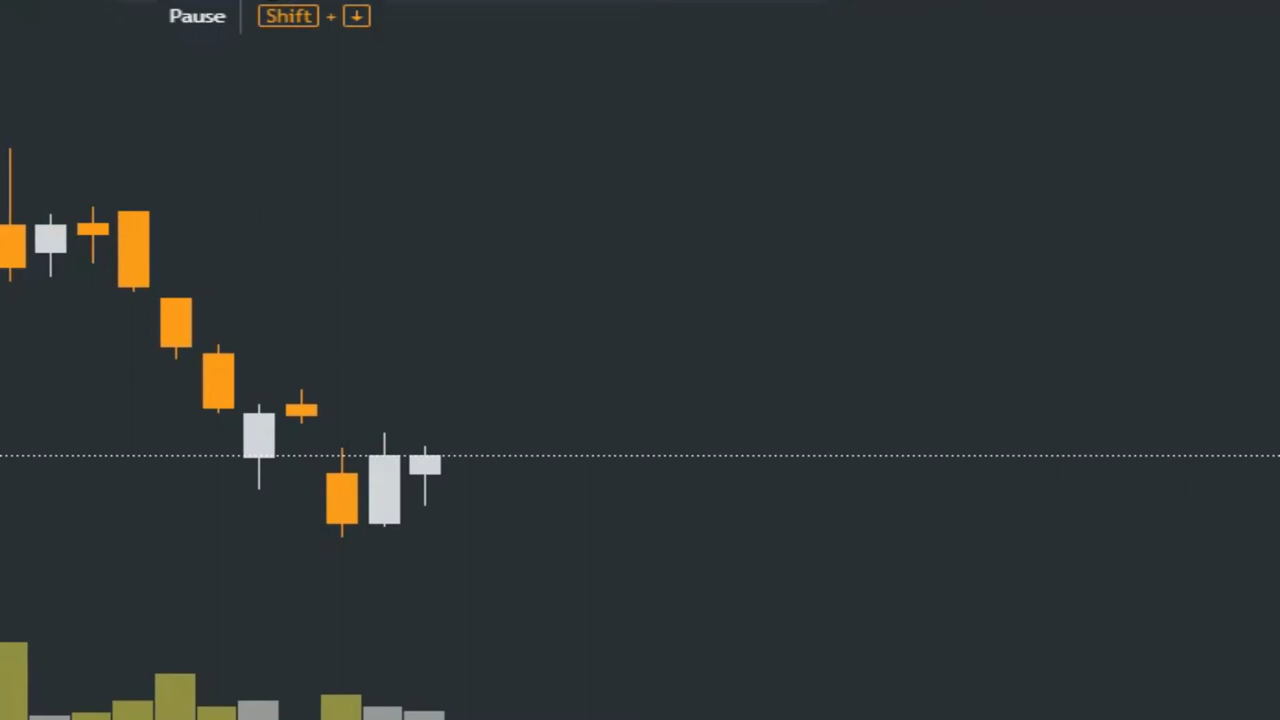 Pause Shift + ↓